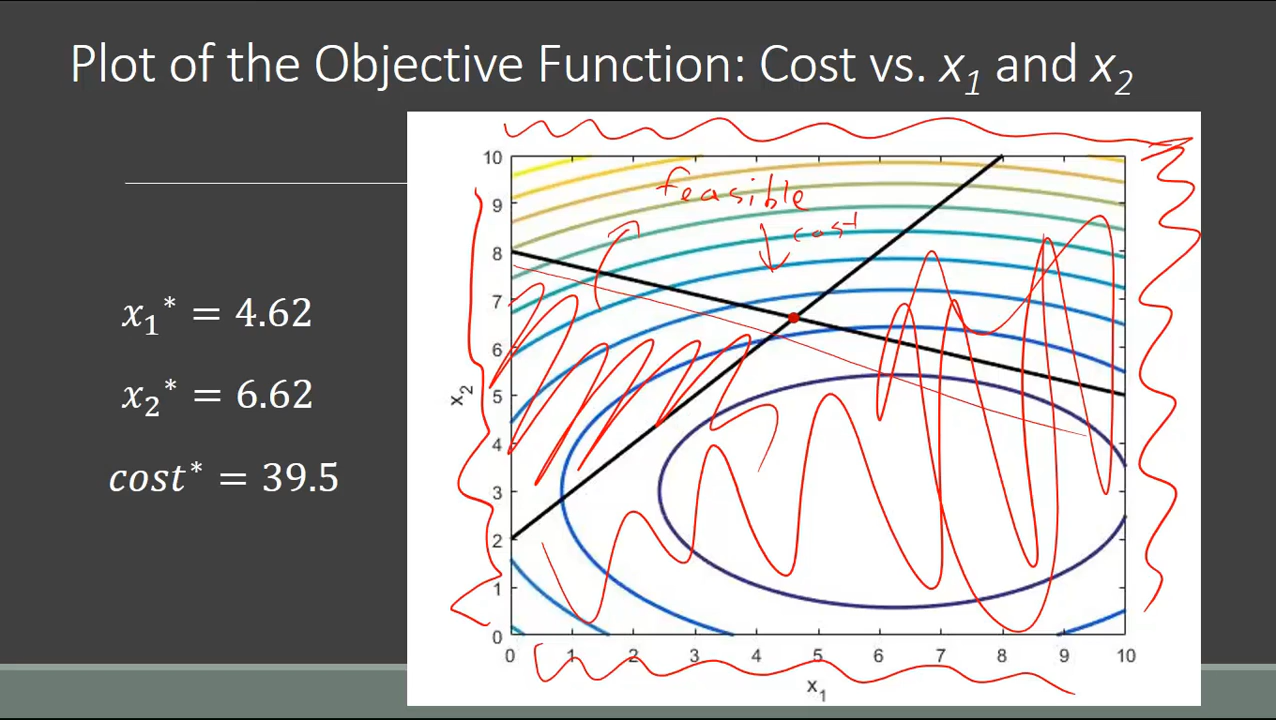 Plot of the Objective Function: Cost vs. x₁ and x₂
x₁* = 4.62
x₂* = 6.62
cost* = 39.5
feasible
cost
10
9
8
7
6
5
4
3
2
1
0
x₂
0 1 2 3 4 5 6 7 8 9 10
x₁